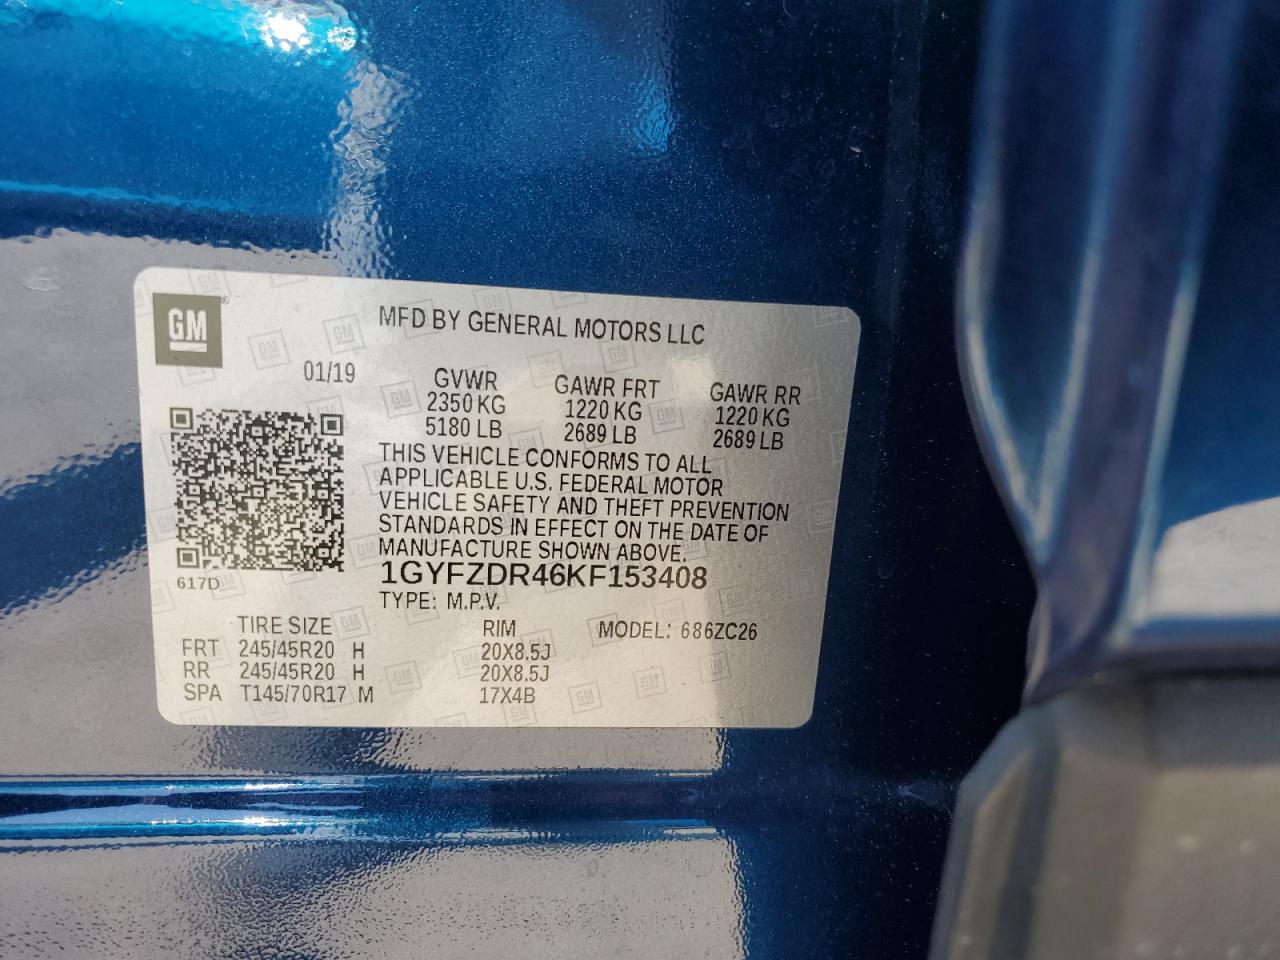 GM
MFD BY GENERAL MOTORS LLC
01/19
GVWR GAWR FRT GAWR RR
2350 KG 1220 KG 1220 KG
5180 LB 2689 LB 2689 LB
THIS VEHICLE CONFORMS TO ALL
APPLICABLE U.S. FEDERAL MOTOR
VEHICLE SAFETY AND THEFT PREVENTION
STANDARDS IN EFFECT ON THE DATE OF
MANUFACTURE SHOWN ABOVE.
617D
1GYFZDR46KF153408
TYPE: M.P.V.
TIRE SIZE RIM MODEL: 686ZC26
FRT 245/45R20 H 20X8.5J
RR 245/45R20 H 20X8.5J
SPA T145/70R17 M 17X4B